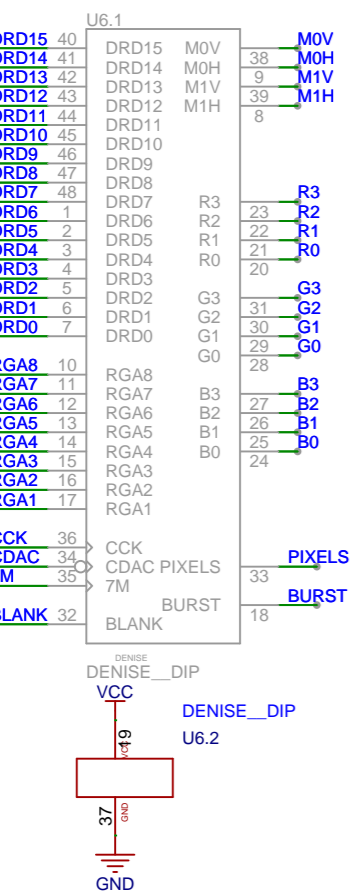 U6.1
DRD15 40 DRD15 M0V 38 M0V
DRD14 41 DRD14 M0H 9 M0H
DRD13 42 DRD13 M1V 39 M1V
DRD12 43 DRD12 M1H 8 M1H
DRD11 44 DRD11
DRD10 45 DRD10
DRD9 46 DRD9
DRD8 47 DRD8
DRD7 48 DRD7 R3 23 R3
DRD6 1 DRD6 R2 22 R2
DRD5 2 DRD5 R1 21 R1
DRD4 3 DRD4 R0 20 R0
DRD3 4 DRD3
DRD2 5 DRD2 G3 31 G3
DRD1 6 DRD1 G2 30 G2
DRD0 7 DRD0 G1 29 G1
G0 28 G0
RGA8 10 RGA8
RGA7 11 RGA7 B3 27 B3
RGA6 12 RGA6 B2 26 B2
RGA5 13 RGA5 B1 25 B1
RGA4 14 RGA4 B0 24 B0
RGA3 15 RGA3
RGA2 16 RGA2
RGA1 17 RGA1
CCK 36 CCK
CDAC 34 CDAC PIXELS 33 PIXELS
M 35 7M
BURST 18 BURST
BLANK 32 BLANK
DENISE
DENISE__DIP
VCC
DENISE__DIP
U6.2
19 VCC
37 GND
GND